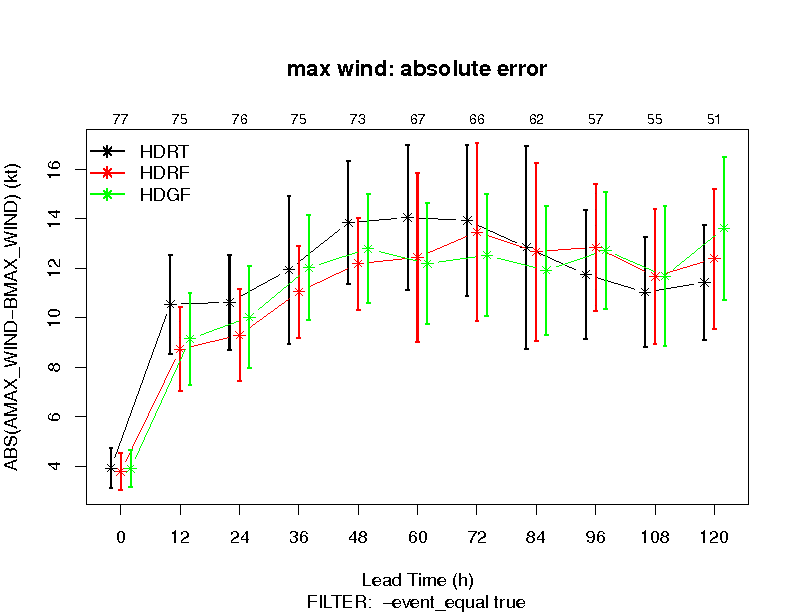 max wind: absolute error
77 75 76 75 73 67 66 62 57 55 51
HDRT
HDRF
HDGF
ABS(AMAX_WIND−BMAX_WIND) (kt)
16
14
12
10
8
6
4
0 12 24 36 48 60 72 84 96 108 120
Lead Time (h)
FILTER: −event_equal true